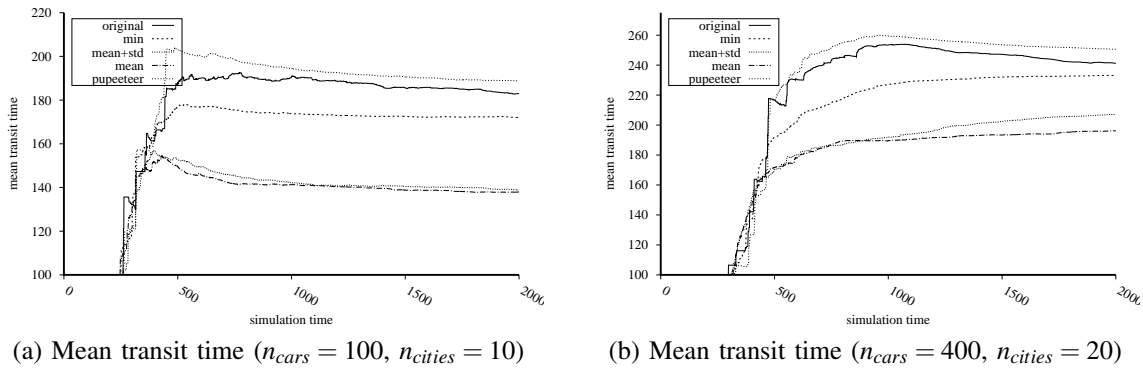 220
200
180
160
140
120
100
mean transit time
original
min
mean+std
mean
pupeeteer
0
500
1000
1500
2000
simulation time
(a) Mean transit time (n_cars = 100, n_cities = 10)
260
240
220
200
180
160
140
120
100
mean transit time
original
min
mean+std
mean
pupeeteer
0
500
1000
1500
2000
simulation time
(b) Mean transit time (n_cars = 400, n_cities = 20)